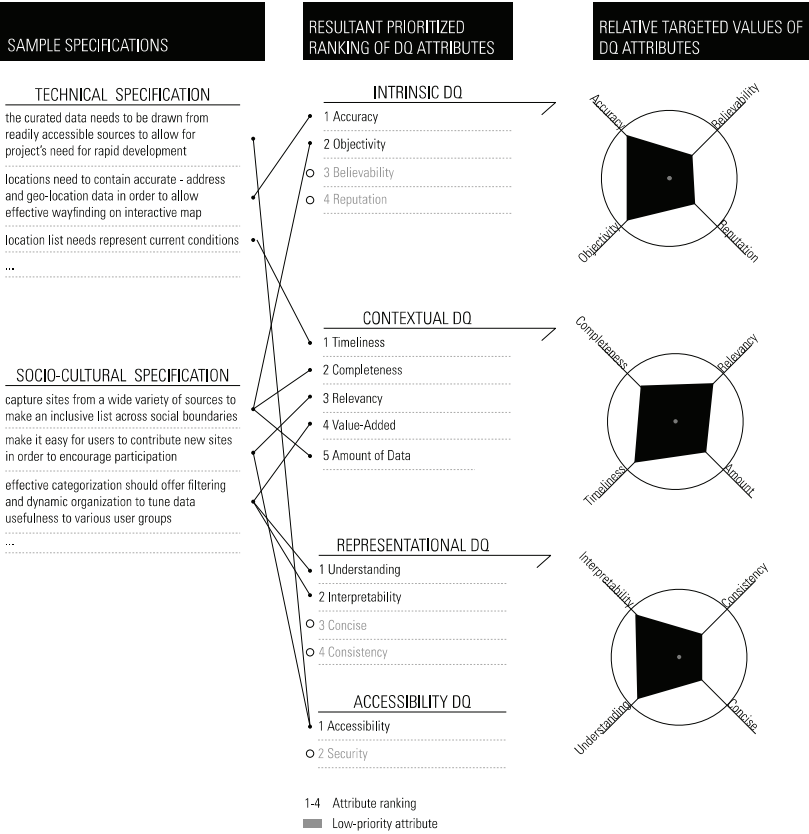 SAMPLE SPECIFICATIONS
RESULTANT PRIORITIZED
RANKING OF DQ ATTRIBUTES
RELATIVE TARGETED VALUES OF
DQ ATTRIBUTES
TECHNICAL SPECIFICATION
the curated data needs to be drawn from
readily accessible sources to allow for
project's need for rapid development
locations need to contain accurate - address
and geo-location data in order to allow
effective wayfinding on interactive map
location list needs represent current conditions
...
SOCIO-CULTURAL SPECIFICATION
capture sites from a wide variety of sources to
make an inclusive list across social boundaries
make it easy for users to contribute new sites
in order to encourage participation
effective categorization should offer filtering
and dynamic organization to tune data
usefulness to various user groups
...
INTRINSIC DQ
1 Accuracy
2 Objectivity
3 Believability
4 Reputation
CONTEXTUAL DQ
1 Timeliness
2 Completeness
3 Relevancy
4 Value-Added
5 Amount of Data
REPRESENTATIONAL DQ
1 Understanding
2 Interpretability
3 Concise
4 Consistency
ACCESSIBILITY DQ
1 Accessibility
2 Security
1-4 Attribute ranking
Low-priority attribute
Accuracy
Believability
Objectivity
Reputation
Completeness
Relevancy
Timeliness
Amount
Interpretability
Consistency
Understanding
Concise